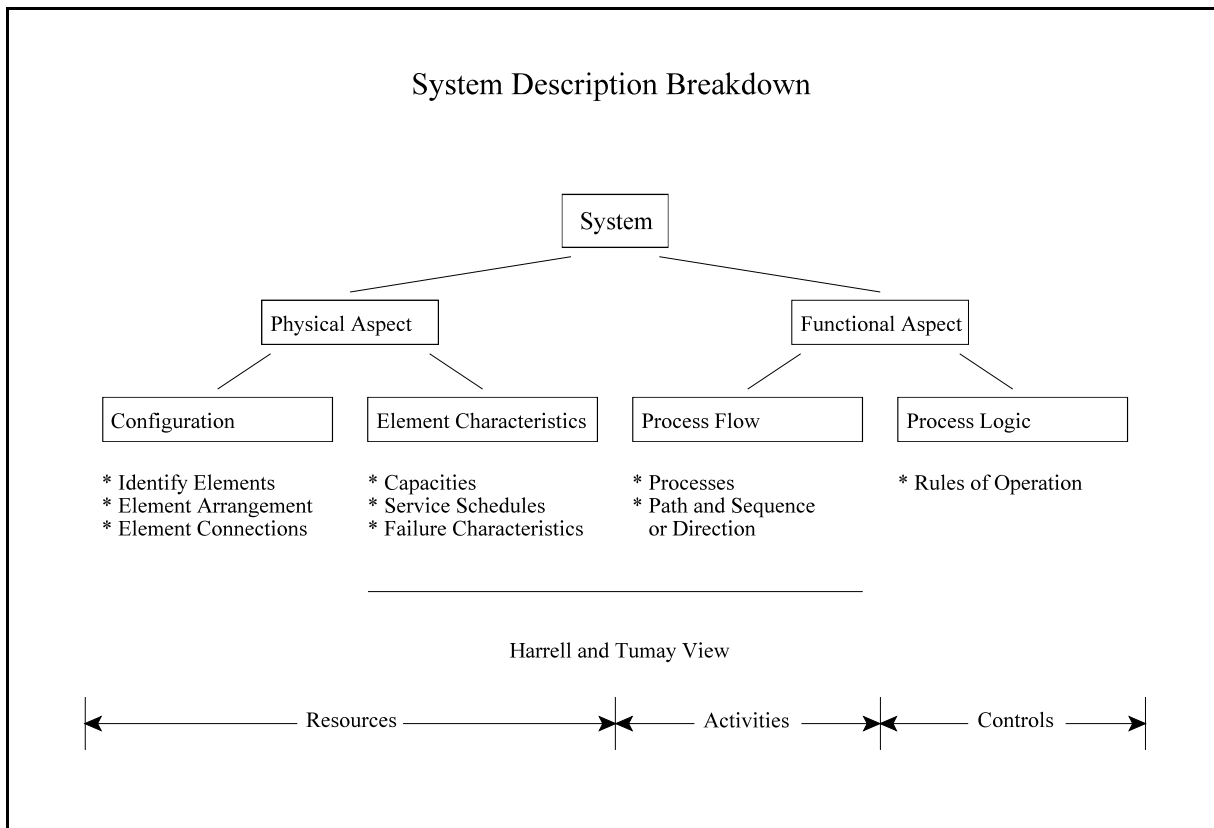 System Description Breakdown
System
Physical Aspect
Functional Aspect
Configuration
Element Characteristics
Process Flow
Process Logic
* Identify Elements
* Element Arrangement
* Element Connections
* Capacities
* Service Schedules
* Failure Characteristics
* Processes
* Path and Sequence
or Direction
* Rules of Operation
Harrell and Tumay View
Resources
Activities
Controls